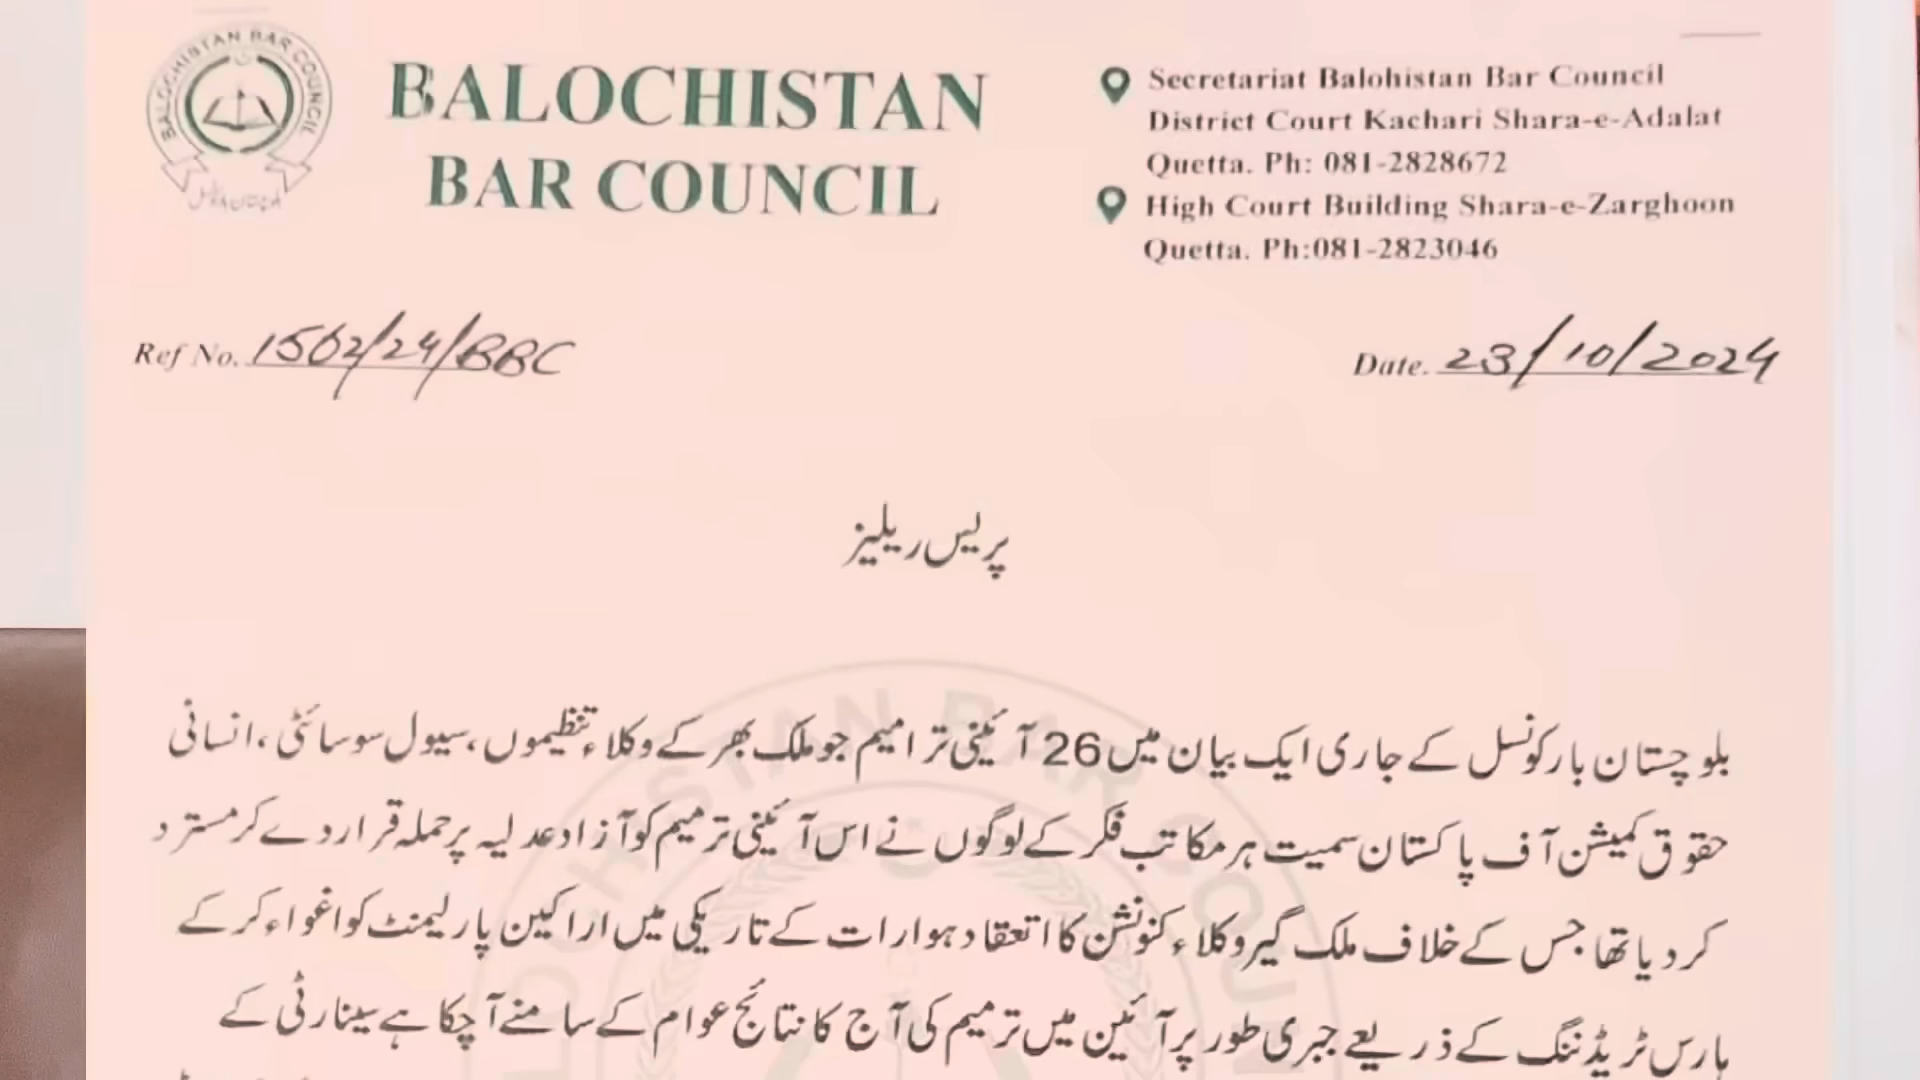 BALOCHISTAN BAR COUNCIL
BALOCHISTAN
BAR COUNCIL
Secretariat Balohistan Bar Council
District Court Kachari Shara-e-Adalat
Quetta. Ph: 081-2828672
High Court Building Shara-e-Zarghoon
Quetta. Ph:081-2823046
Ref No. 1562/24/BBC
Date. 23/10/2024
پریس ریلیز
بلوچستان بار کونسل کے جاری ایک بیان میں 26 آئینی ترامیم جو ملک بھر کے وکلاء تنظیموں، سیول سوسائٹی، انسانی
حقوق کمیشن آف پاکستان سمیت ہر مکاتب فکر کے لوگوں نے اس آئینی ترمیم کو آزاد عدلیہ پر حملہ قرار دے کر مسترد
کر دیا تھا جس کے خلاف ملک گیر وکلاء کنونشن کا انعقاد ہوا رات کے تاریکی میں اراکین پارلیمنٹ کو اغواء کر کے
ہارس ٹریڈننگ کے ذریعے جبری طور پر آئین میں ترمیم کی آج کا نتائج عوام کے سامنے آ چکا ہے سینارٹی کے